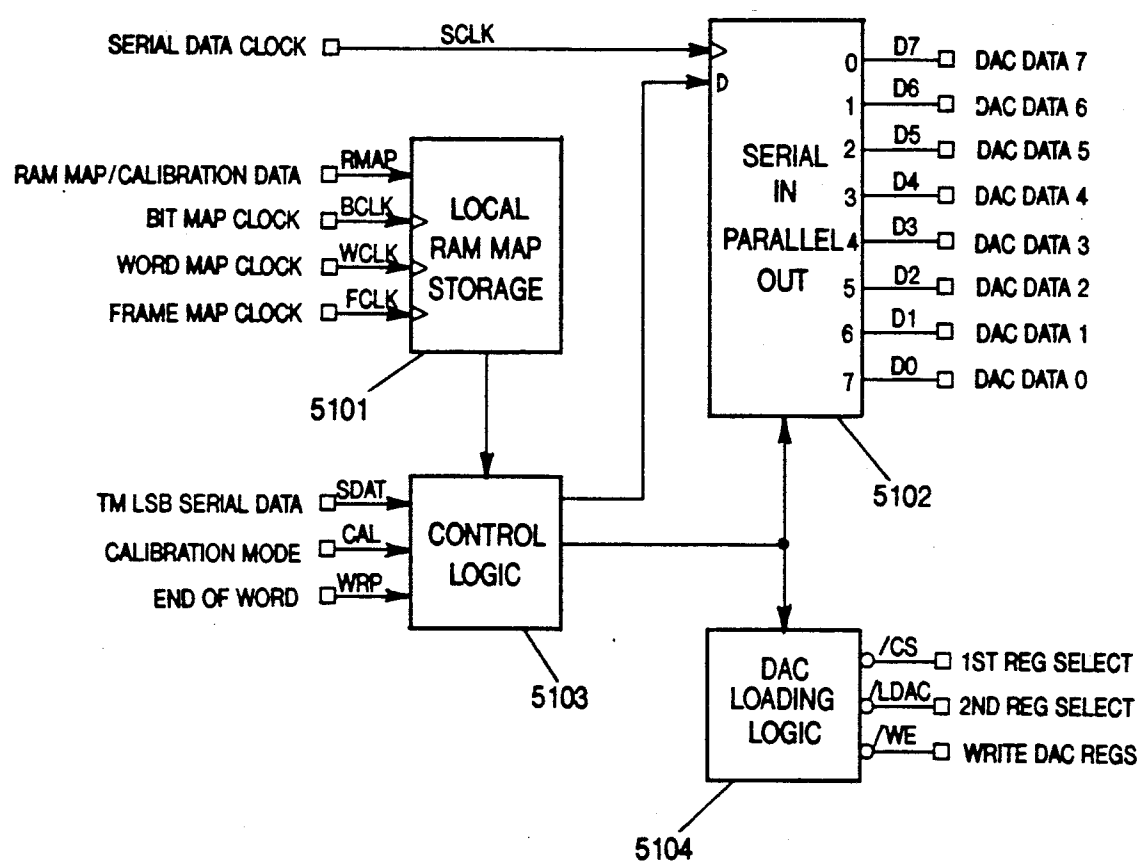 SERIAL DATA CLOCK SCLK
RAM MAP/CALIBRATION DATA RMAP
BIT MAP CLOCK BCLK
WORD MAP CLOCK WCLK
FRAME MAP CLOCK FCLK
LOCAL
RAM MAP
STORAGE
5101
D
SERIAL
IN
PARALLEL
OUT
0 D7 DAC DATA 7
1 D6 DAC DATA 6
2 D5 DAC DATA 5
3 D4 DAC DATA 4
4 D3 DAC DATA 3
5 D2 DAC DATA 2
6 D1 DAC DATA 1
7 D0 DAC DATA 0
5102
TM LSB SERIAL DATA SDAT
CALIBRATION MODE CAL
END OF WORD WRP
CONTROL
LOGIC
5103
DAC
LOADING
LOGIC
/CS 1ST REG SELECT
/LDAC 2ND REG SELECT
/WE WRITE DAC REGS
5104